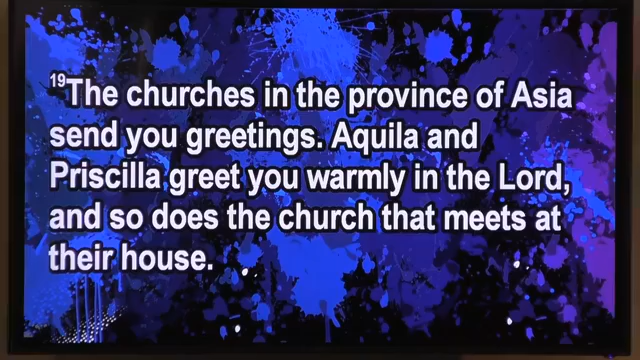 19The churches in the province of Asia
send you greetings. Aquila and
Priscilla greet you warmly in the Lord,
and so does the church that meets at
their house.